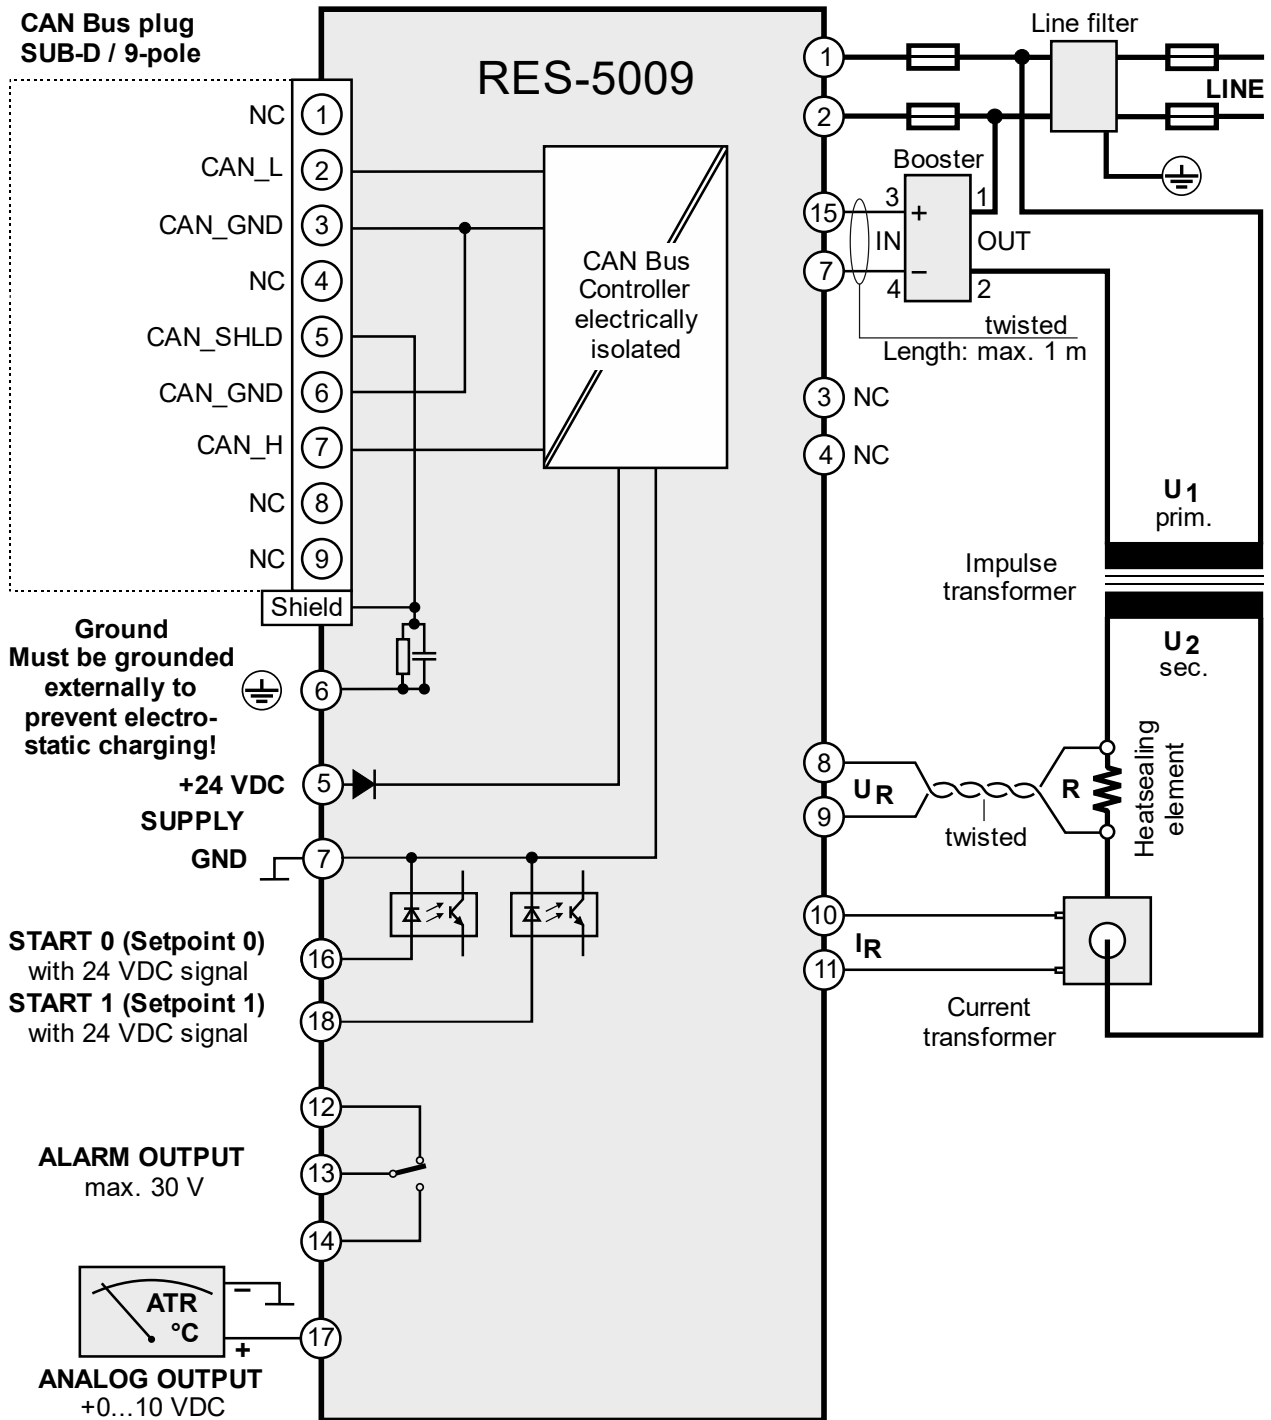 CAN Bus plug
SUB-D / 9-pole
RES-5009
Line filter
LINE
NC 1
CAN_L 2
CAN_GND 3
NC 4
CAN_SHLD 5
CAN_GND 6
CAN_H 7
NC 8
NC 9
Shield
CAN Bus
Controller
electrically
isolated
Ground
Must be grounded
externally to
prevent electro-
static charging!
6
+24 VDC 5
SUPPLY
GND 7
START 0 (Setpoint 0)
with 24 VDC signal
16
START 1 (Setpoint 1)
with 24 VDC signal
18
12
ALARM OUTPUT
max. 30 V
13
14
ATR
°C
−
+
17
ANALOG OUTPUT
+0...10 VDC
1
2
Booster
15 3 + 1
IN OUT
7 4 − 2
twisted
Length: max. 1 m
3 NC
4 NC
U1
prim.
Impulse
transformer
U2
sec.
8
UR
9
twisted
R
Heatsealing
element
10
IR
11
Current
transformer